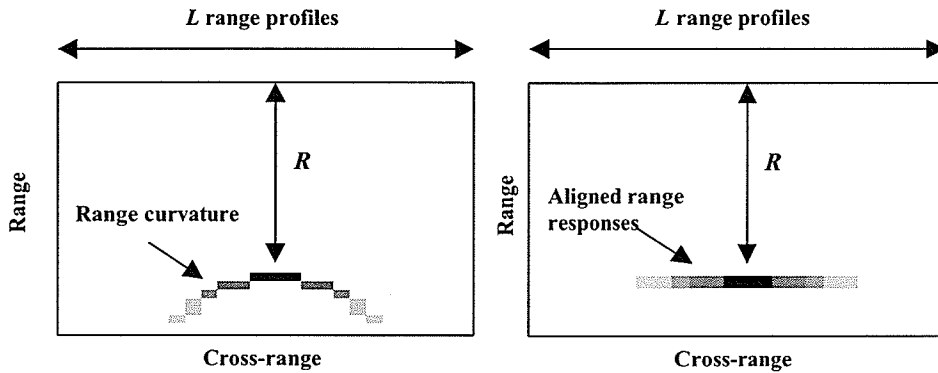 L range profiles
R
Range curvature
Range
Cross-range
L range profiles
R
Aligned range
responses
Range
Cross-range